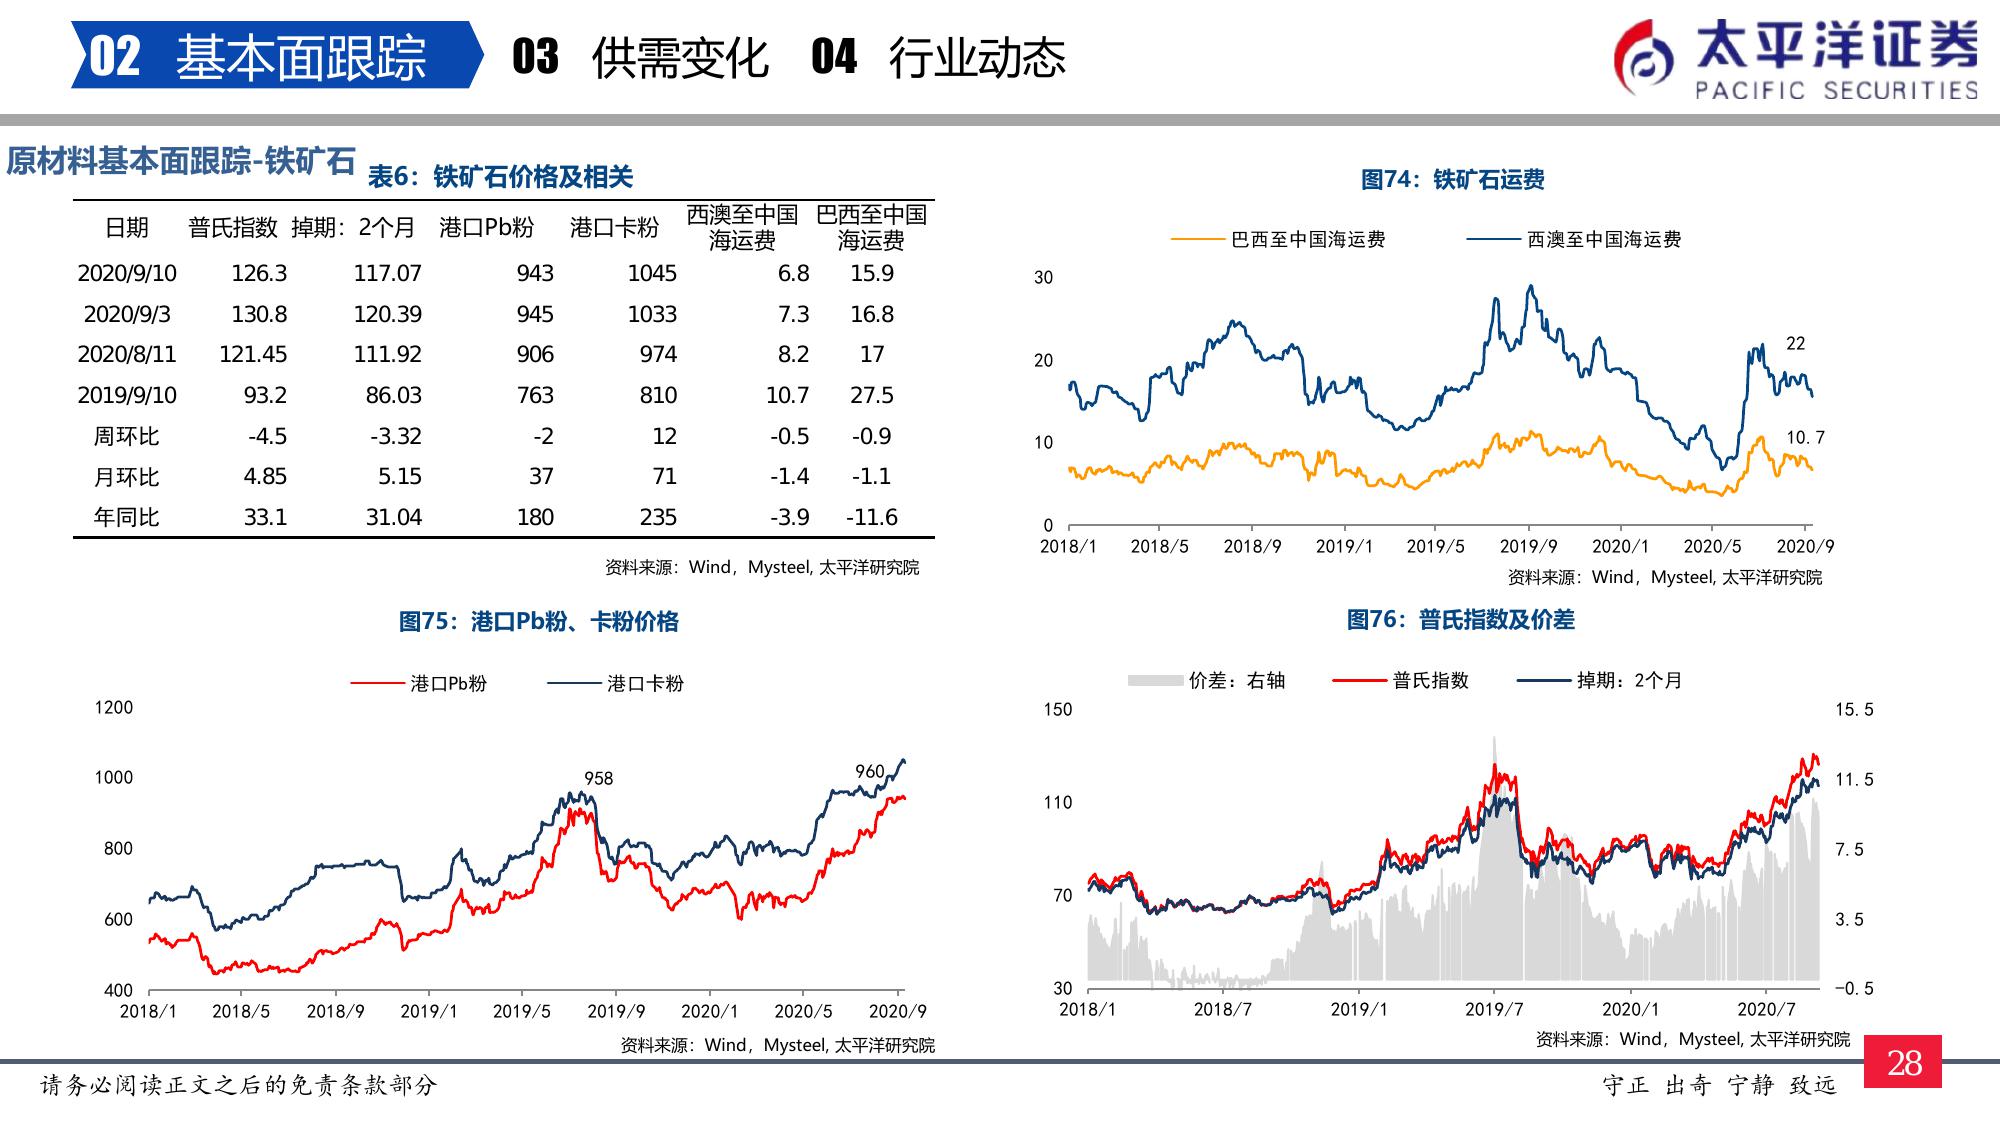 02 基本面跟踪 03 供需变化 04 行业动态
太平洋证券
PACIFIC SECURITIES
原材料基本面跟踪-铁矿石
表6：铁矿石价格及相关
日期 普氏指数 掉期：2个月 港口Pb粉 港口卡粉 西澳至中国 巴西至中国
海运费 海运费
2020/9/10 126.3 117.07 943 1045 6.8 15.9
2020/9/3 130.8 120.39 945 1033 7.3 16.8
2020/8/11 121.45 111.92 906 974 8.2 17
2019/9/10 93.2 86.03 763 810 10.7 27.5
周环比 -4.5 -3.32 -2 12 -0.5 -0.9
月环比 4.85 5.15 37 71 -1.4 -1.1
年同比 33.1 31.04 180 235 -3.9 -11.6
资料来源：Wind，Mysteel, 太平洋研究院
图74：铁矿石运费
巴西至中国海运费 西澳至中国海运费
30
20
10
0
22
10.7
2018/1 2018/5 2018/9 2019/1 2019/5 2019/9 2020/1 2020/5 2020/9
资料来源：Wind，Mysteel, 太平洋研究院
图75：港口Pb粉、卡粉价格
港口Pb粉 港口卡粉
1200
1000
800
600
400
958
960
2018/1 2018/5 2018/9 2019/1 2019/5 2019/9 2020/1 2020/5 2020/9
资料来源：Wind，Mysteel, 太平洋研究院
图76：普氏指数及价差
价差：右轴 普氏指数 掉期：2个月
150
110
70
30
15.5
11.5
7.5
3.5
-0.5
2018/1 2018/7 2019/1 2019/7 2020/1 2020/7
资料来源：Wind，Mysteel, 太平洋研究院
请务必阅读正文之后的免责条款部分
守正 出奇 宁静 致远
28